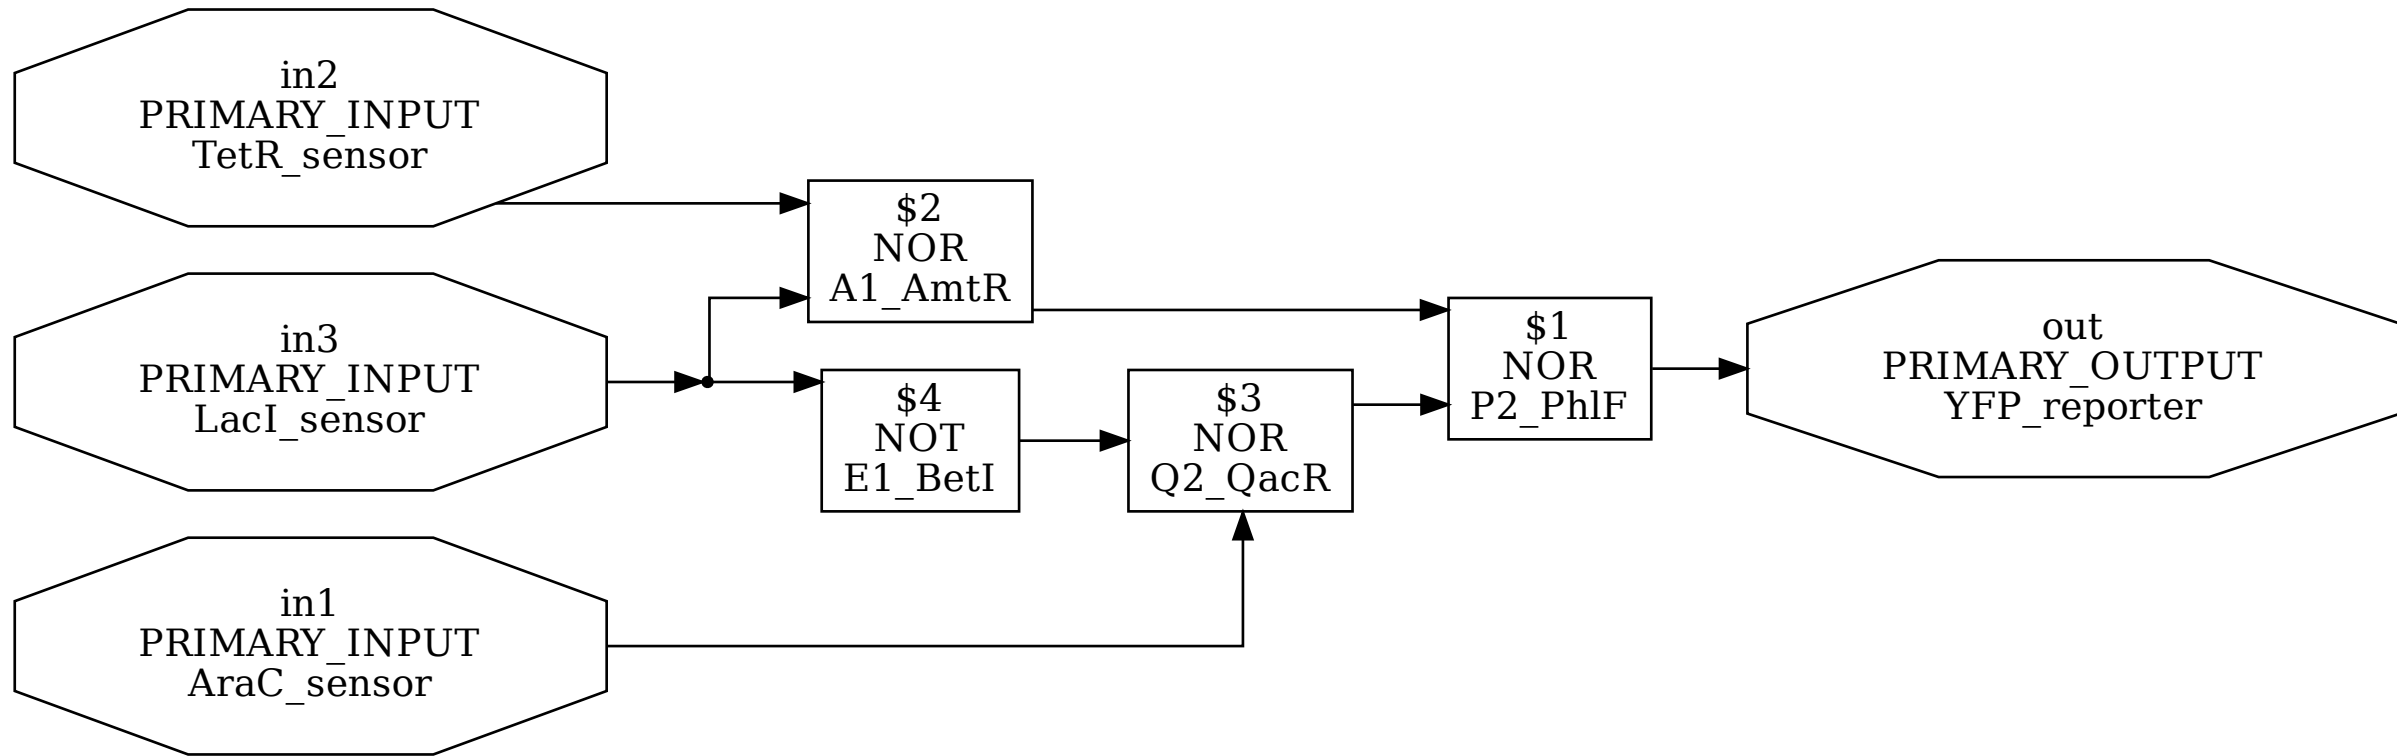 in2
PRIMARY_INPUT
TetR_sensor
$2
NOR
A1_AmtR
in3
PRIMARY_INPUT
LacI_sensor
$4
NOT
E1_BetI
$3
NOR
Q2_QacR
$1
NOR
P2_PhlF
out
PRIMARY_OUTPUT
YFP_reporter
in1
PRIMARY_INPUT
AraC_sensor